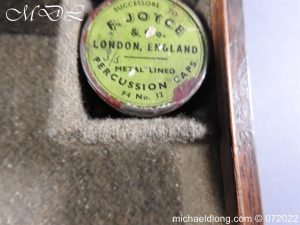 MDL
SUCCESSORS TO
F. JOYCE
& Co.
LONDON, ENGLAND
METAL LINED
PERCUSSION CAPS
F4 No. 12
michaeldlong.com © 072022